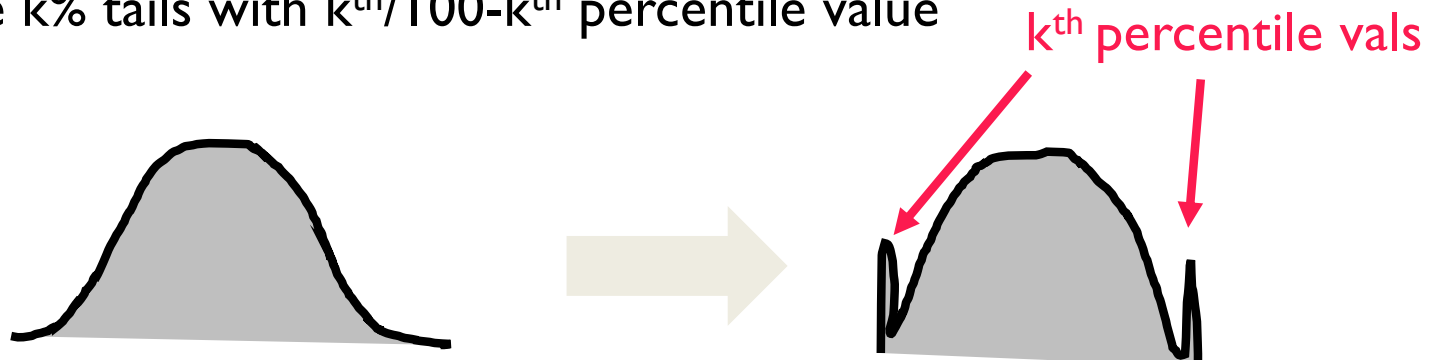 k% tails with kth/100-kth percentile value
kth percentile vals